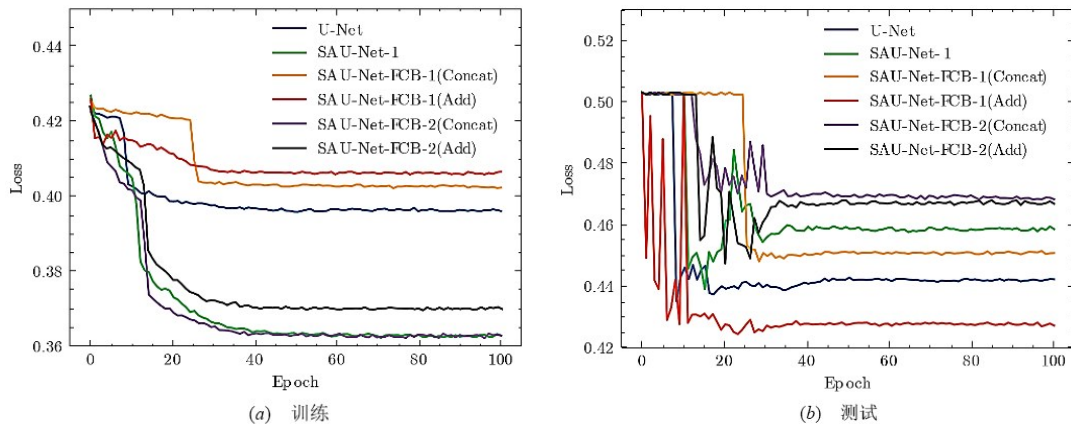 0.44
0.42
0.40
0.38
0.36
Loss
0
20
40
60
80
100
Epoch
U-Net
SAU-Net-1
SAU-Net-FCB-1(Concat)
SAU-Net-FCB-1(Add)
SAU-Net-FCB-2(Concat)
SAU-Net-FCB-2(Add)
(a) 训练
0.52
0.50
0.48
0.46
0.44
0.42
Loss
0
20
40
60
80
100
Epoch
U-Net
SAU-Net-1
SAU-Net-FCB-1(Concat)
SAU-Net-FCB-1(Add)
SAU-Net-FCB-2(Concat)
SAU-Net-FCB-2(Add)
(b) 测试